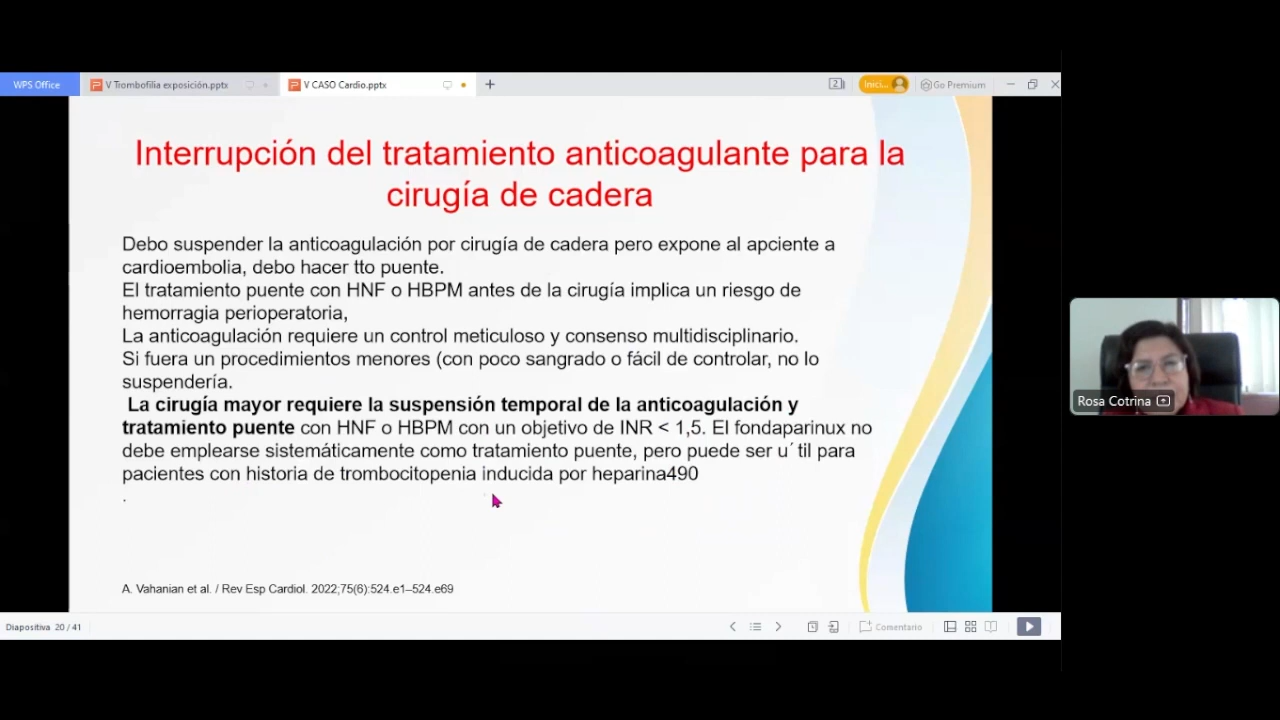 WPS Office
V Trombofilia exposición.pptx
V CASO Cardio.pptx
2
Inici...
Go Premium
Interrupción del tratamiento anticoagulante para la
cirugía de cadera
Debo suspender la anticoagulación por cirugía de cadera pero expone al apciente a
cardioembolia, debo hacer tto puente.
El tratamiento puente con HNF o HBPM antes de la cirugía implica un riesgo de
hemorragia perioperatoria,
La anticoagulación requiere un control meticuloso y consenso multidisciplinario.
Si fuera un procedimientos menores (con poco sangrado o fácil de controlar, no lo
suspendería.
La cirugía mayor requiere la suspensión temporal de la anticoagulación y
tratamiento puente con HNF o HBPM con un objetivo de INR < 1,5. El fondaparinux no
debe emplearse sistemáticamente como tratamiento puente, pero puede ser u´ til para
pacientes con historia de trombocitopenia inducida por heparina490
.
A. Vahanian et al. / Rev Esp Cardiol. 2022;75(6):524.e1–524.e69
Rosa Cotrina
Diapositiva 20 / 41
Comentario